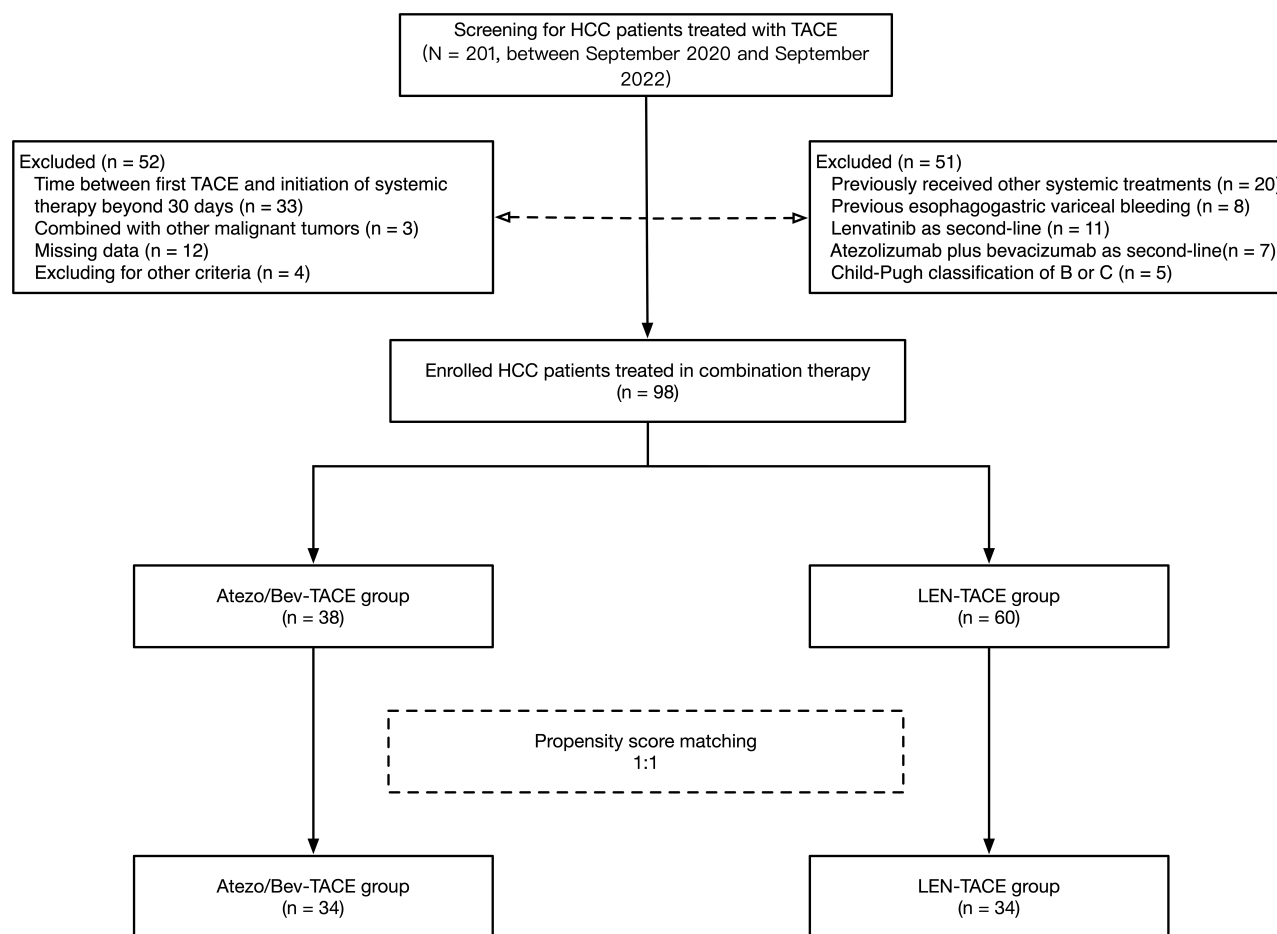 Screening for HCC patients treated with TACE
(N = 201, between September 2020 and September
2022)
Excluded (n = 52)
Time between first TACE and initiation of systemic
therapy beyond 30 days (n = 33)
Combined with other malignant tumors (n = 3)
Missing data (n = 12)
Excluding for other criteria (n = 4)
Excluded (n = 51)
Previously received other systemic treatments (n = 20)
Previous esophagogastric variceal bleeding (n = 8)
Lenvatinib as second-line (n = 11)
Atezolizumab plus bevacizumab as second-line(n = 7)
Child-Pugh classification of B or C (n = 5)
Enrolled HCC patients treated in combination therapy
(n = 98)
Atezo/Bev-TACE group
(n = 38)
LEN-TACE group
(n = 60)
Propensity score matching
1:1
Atezo/Bev-TACE group
(n = 34)
LEN-TACE group
(n = 34)